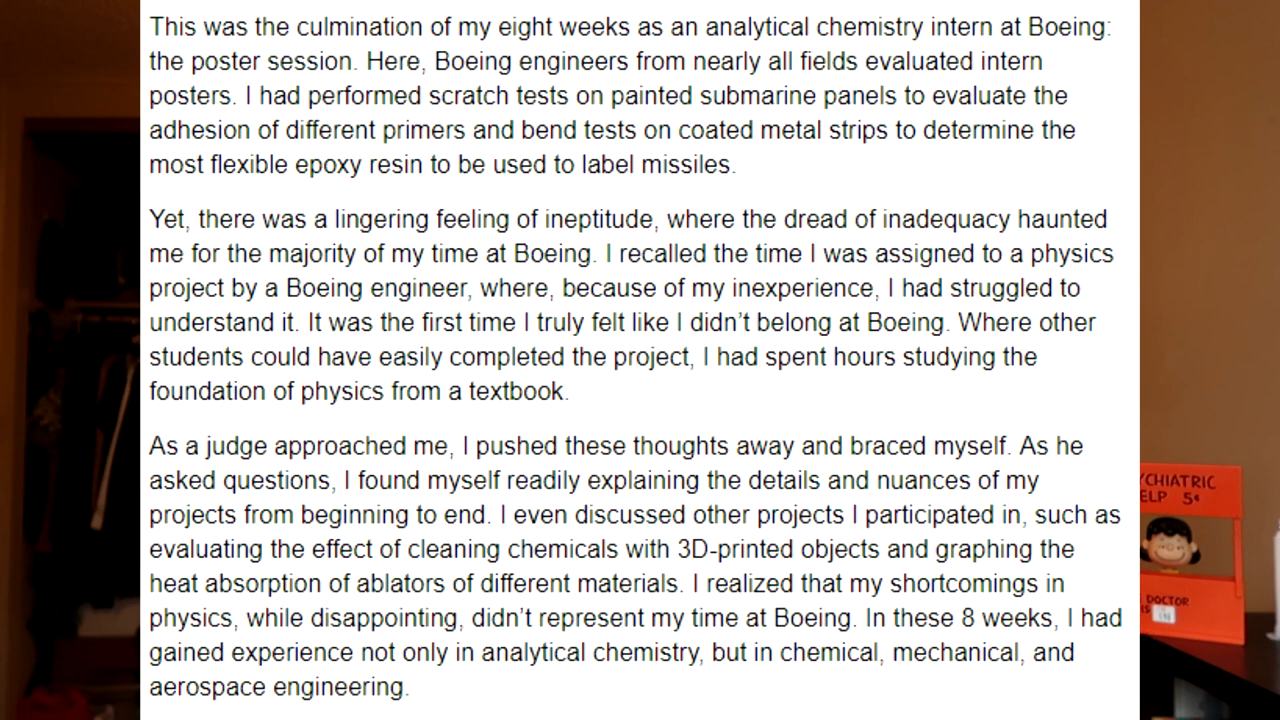 This was the culmination of my eight weeks as an analytical chemistry intern at Boeing:
the poster session. Here, Boeing engineers from nearly all fields evaluated intern
posters. I had performed scratch tests on painted submarine panels to evaluate the
adhesion of different primers and bend tests on coated metal strips to determine the
most flexible epoxy resin to be used to label missiles.
Yet, there was a lingering feeling of ineptitude, where the dread of inadequacy haunted
me for the majority of my time at Boeing. I recalled the time I was assigned to a physics
project by a Boeing engineer, where, because of my inexperience, I had struggled to
understand it. It was the first time I truly felt like I didn’t belong at Boeing. Where other
students could have easily completed the project, I had spent hours studying the
foundation of physics from a textbook.
As a judge approached me, I pushed these thoughts away and braced myself. As he
asked questions, I found myself readily explaining the details and nuances of my
projects from beginning to end. I even discussed other projects I participated in, such as
evaluating the effect of cleaning chemicals with 3D-printed objects and graphing the
heat absorption of ablators of different materials. I realized that my shortcomings in
physics, while disappointing, didn’t represent my time at Boeing. In these 8 weeks, I had
gained experience not only in analytical chemistry, but in chemical, mechanical, and
aerospace engineering.
YCHIATRIC
ELP 5¢
DOCTOR